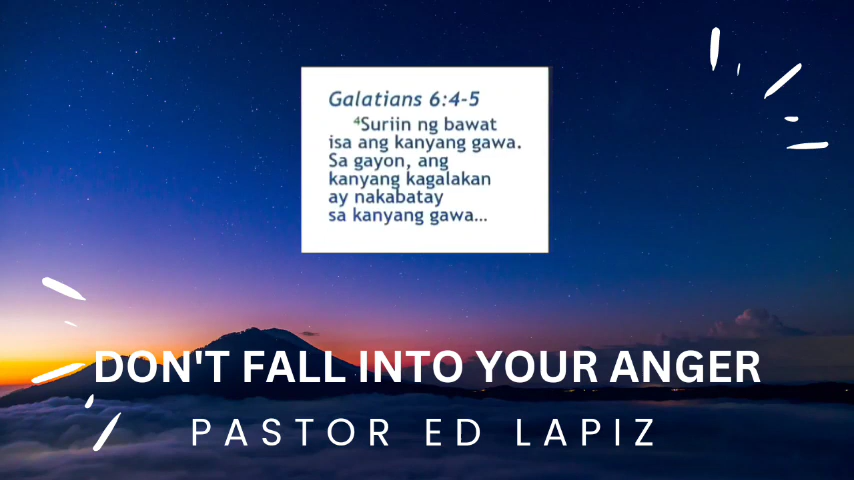 Galatians 6:4-5
⁴Suriin ng bawat
isa ang kanyang gawa.
Sa gayon, ang
kanyang kagalakan
ay nakabatay
sa kanyang gawa...
DON'T FALL INTO YOUR ANGER
PASTOR ED LAPIZ